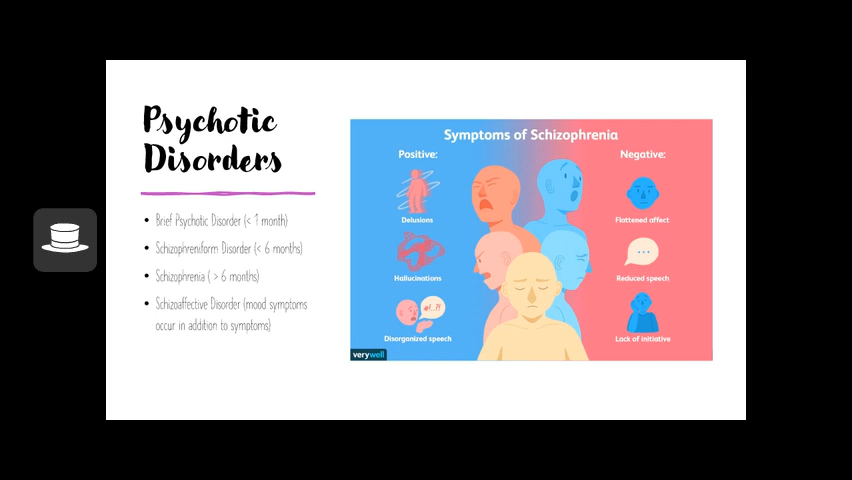 Psychotic
Disorders
• Brief Psychotic Disorder (< 1 month)
• Schizophreniform Disorder (< 6 months)
• Schizophrenia ( > 6 months)
• Schizoaffective Disorder (mood symptoms
occur in addition to symptoms)
Symptoms of Schizophrenia
Positive:
Delusions
Hallucinations
#!..?!
Disorganized speech
Negative:
Flattened affect
Reduced speech
Lack of initiative
verywell